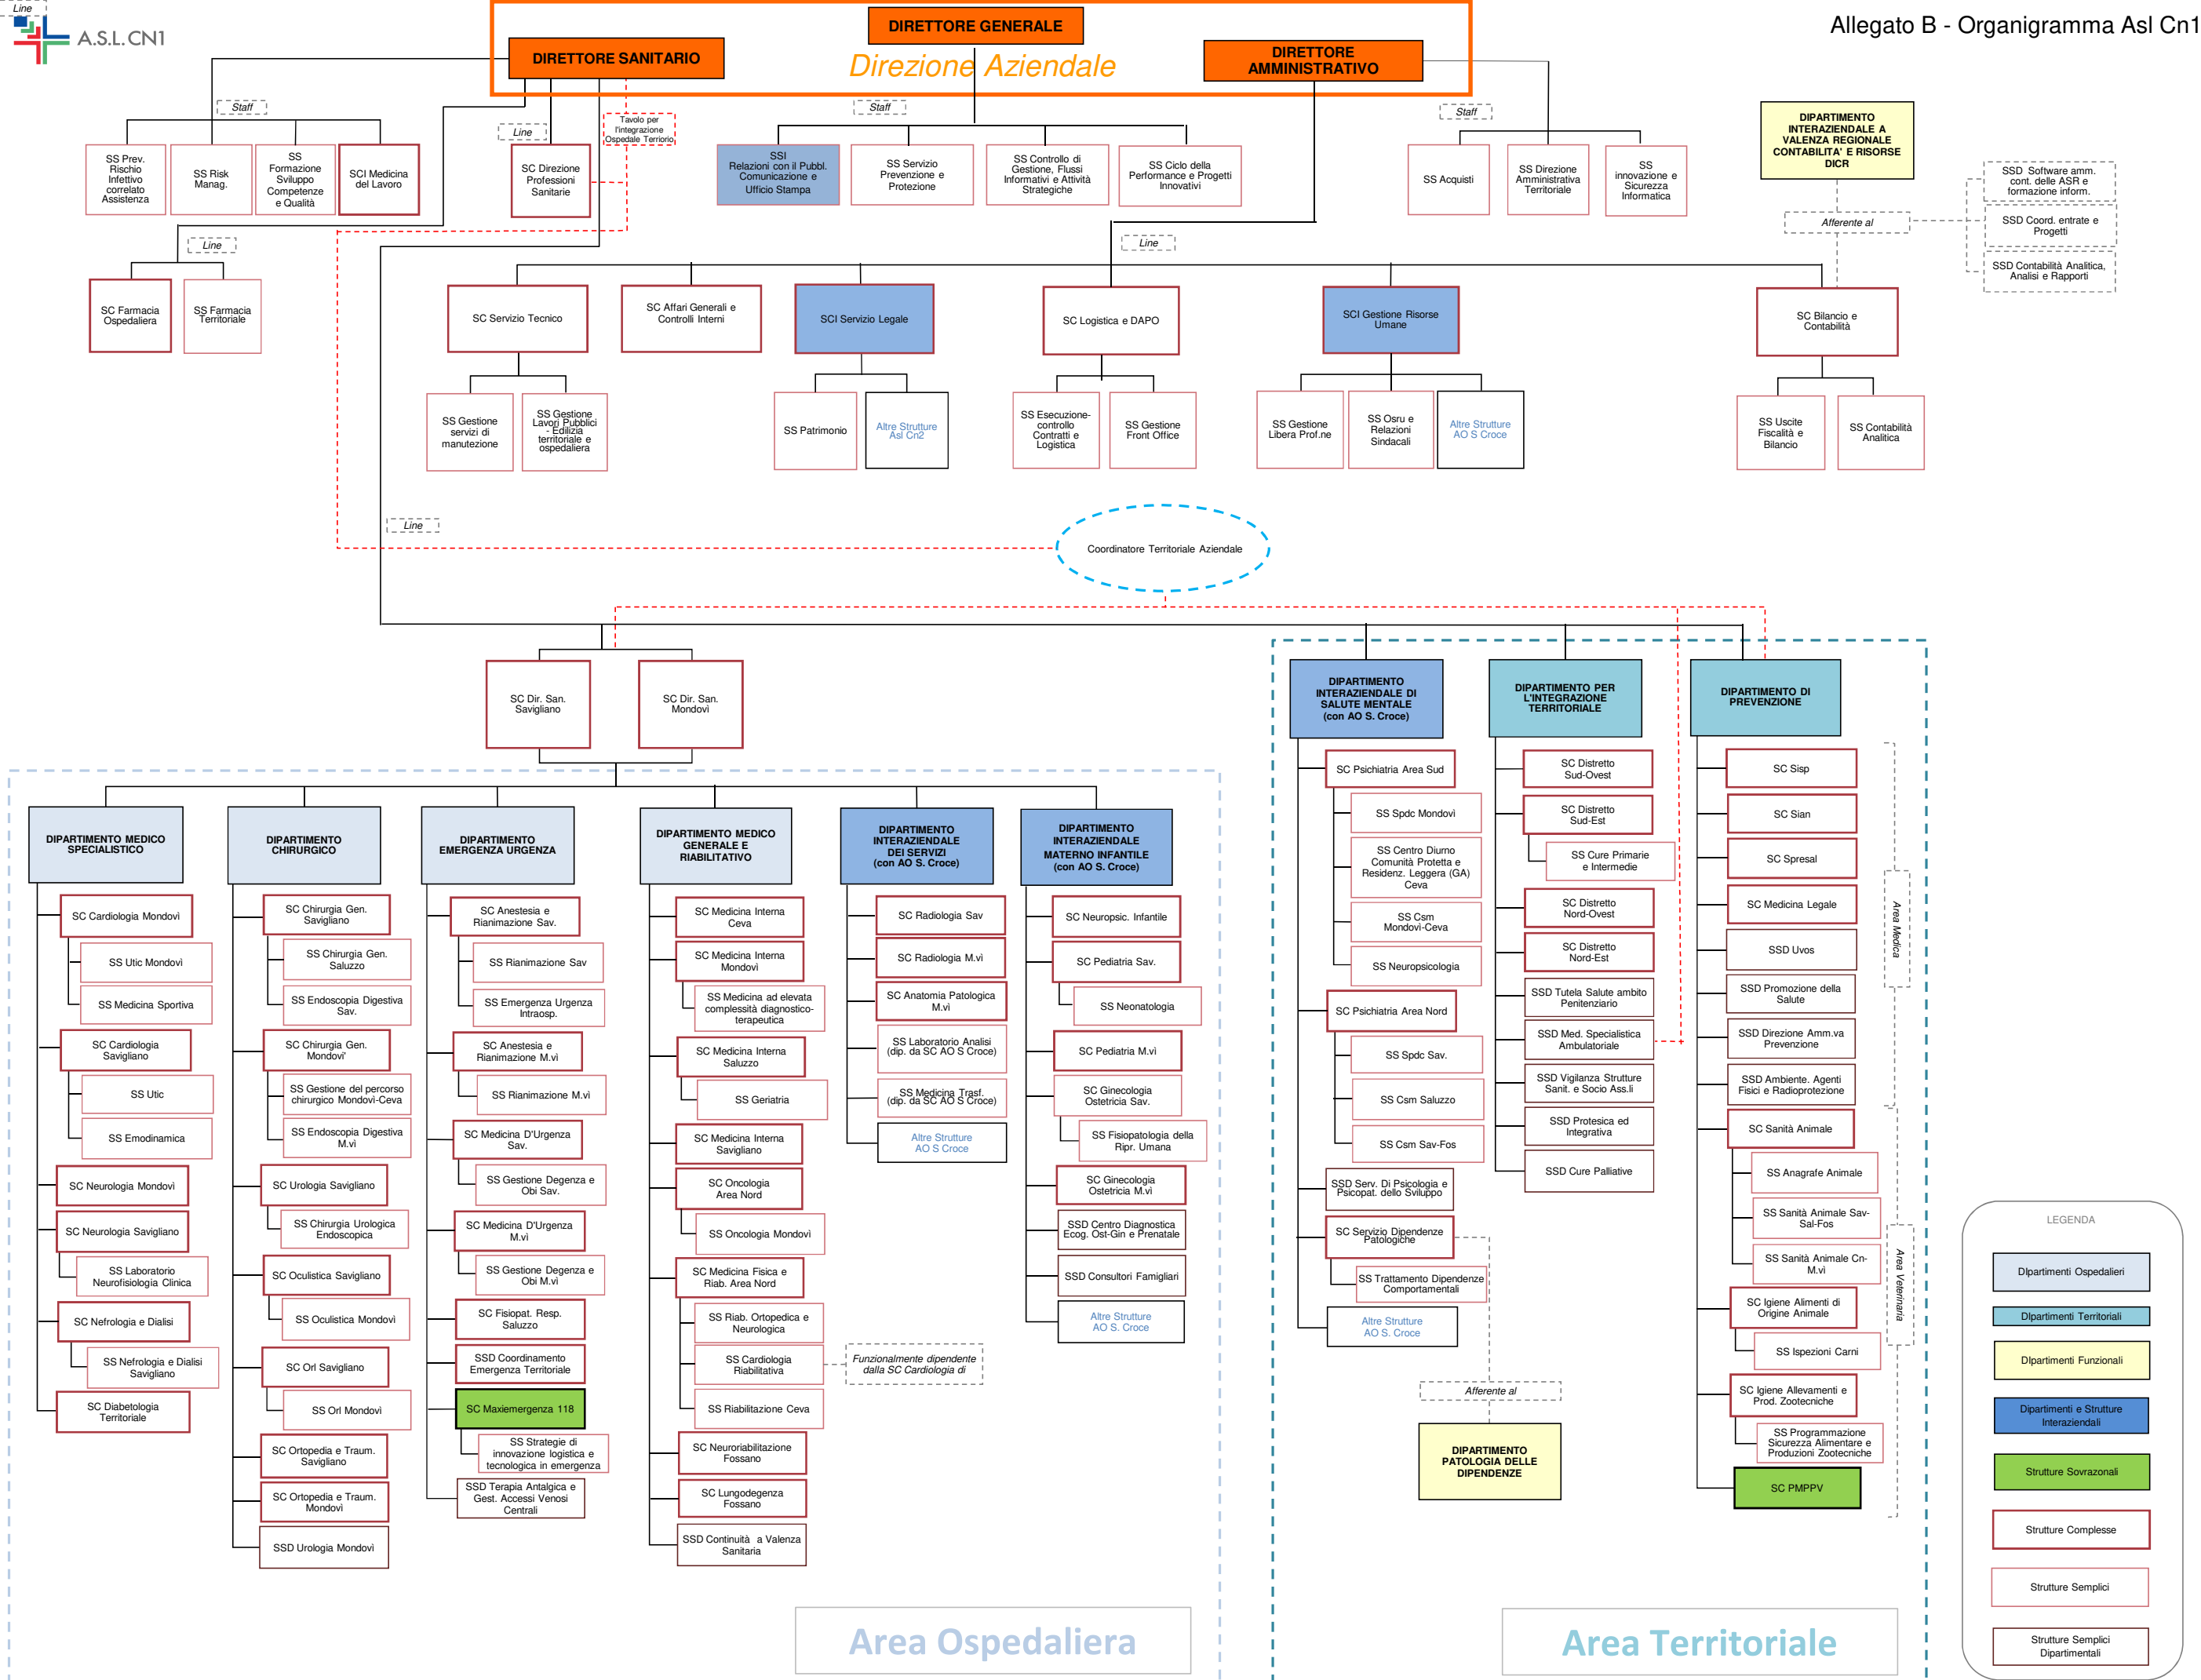 Line
A.S.L. CN1
Allegato B - Organigramma Asl Cn1
DIRETTORE GENERALE
DIRETTORE SANITARIO
Direzione Aziendale
DIRETTORE
AMMINISTRATIVO
Staff
Line
Tavolo per
l'integrazione
Ospedale Terriorio
Staff
Staff
SS Prev.
Rischio
Infettivo
correlato
Assistenza
SS Risk
Manag.
SS
Formazione
Sviluppo
Competenze
e Qualità
SCI Medicina
del Lavoro
SC Direzione
Professioni
Sanitarie
SSI
Relazioni con il Pubbl.
Comunicazione e
Ufficio Stampa
SS Servizio
Prevenzione e
Protezione
SS Controllo di
Gestione, Flussi
Informativi e Attività
Strategiche
SS Ciclo della
Performance e Progetti
Innovativi
SS Acquisti
SS Direzione
Amministrativa
Territoriale
SS
innovazione e
Sicurezza
Informatica
DIPARTIMENTO
INTERAZIENDALE A
VALENZA REGIONALE
CONTABILITA' E RISORSE
DICR
Afferente al
SSD Software amm.
cont. delle ASR e
formazione inform.
SSD Coord. entrate e
Progetti
SSD Contabilità Analitica,
Analisi e Rapporti
Line
Line
SC Farmacia
Ospedaliera
SS Farmacia
Territoriale
SC Servizio Tecnico
SC Affari Generali e
Controlli Interni
SCI Servizio Legale
SC Logistica e DAPO
SCI Gestione Risorse
Umane
SC Bilancio e
Contabilità
SS Gestione
servizi di
manutezione
SS Gestione
Lavori Pubblici
- Edilizia
territoriale e
ospedaliera
SS Patrimonio
Altre Strutture
Asl Cn2
SS Esecuzione-
controllo
Contratti e
Logistica
SS Gestione
Front Office
SS Gestione
Libera Prof.ne
SS Osru e
Relazioni
Sindacali
Altre Strutture
AO S Croce
SS Uscite
Fiscalità e
Bilancio
SS Contabilità
Analitica
Line
Coordinatore Territoriale Aziendale
SC Dir. San.
Savigliano
SC Dir. San.
Mondovì
DIPARTIMENTO MEDICO
SPECIALISTICO
SC Cardiologia Mondovì
SS Utic Mondovì
SS Medicina Sportiva
SC Cardiologia
Savigliano
SS Utic
SS Emodinamica
SC Neurologia Mondovì
SC Neurologia Savigliano
SS Laboratorio
Neurofisiologia Clinica
SC Nefrologia e Dialisi
SS Nefrologia e Dialisi
Savigliano
SC Diabetologia
Territoriale
DIPARTIMENTO
CHIRURGICO
SC Chirurgia Gen.
Savigliano
SS Chirurgia Gen.
Saluzzo
SS Endoscopia Digestiva
Sav.
SC Chirurgia Gen.
Mondovi'
SS Gestione del percorso
chirurgico Mondovì-Ceva
SS Endoscopia Digestiva
M.vì
SC Urologia Savigliano
SS Chirurgia Urologica
Endoscopica
SC Oculistica Savigliano
SS Oculistica Mondovì
SC Orl Savigliano
SS Orl Mondovì
SC Ortopedia e Traum.
Savigliano
SC Ortopedia e Traum.
Mondovì
SSD Urologia Mondovì
DIPARTIMENTO
EMERGENZA URGENZA
SC Anestesia e
Rianimazione Sav.
SS Rianimazione Sav
SS Emergenza Urgenza
Intraosp.
SC Anestesia e
Rianimazione M.vì
SS Rianimazione M.vì
SC Medicina D'Urgenza
Sav.
SS Gestione Degenza e
Obi Sav.
SC Medicina D'Urgenza
M.vì
SS Gestione Degenza e
Obi M.vì
SC Fisiopat. Resp.
Saluzzo
SSD Coordinamento
Emergenza Territoriale
SC Maxiemergenza 118
SS Strategie di
innovazione logistica e
tecnologica in emergenza
SSD Terapia Antalgica e
Gest. Accessi Venosi
Centrali
DIPARTIMENTO MEDICO
GENERALE E
RIABILITATIVO
SC Medicina Interna
Ceva
SC Medicina Interna
Mondovì
SS Medicina ad elevata
complessità diagnostico-
terapeutica
SC Medicina Interna
Saluzzo
SS Geriatria
SC Medicina Interna
Savigliano
SC Oncologia
Area Nord
SS Oncologia Mondovì
SC Medicina Fisica e
Riab. Area Nord
SS Riab. Ortopedica e
Neurologica
SS Cardiologia
Riabilitativa
Funzionalmente dipendente
dalla SC Cardiologia di
SS Riabilitazione Ceva
SC Neuroriabilitazione
Fossano
SC Lungodegenza
Fossano
SSD Continuità a Valenza
Sanitaria
DIPARTIMENTO
INTERAZIENDALE
DEI SERVIZI
(con AO S. Croce)
SC Radiologia Sav
SC Radiologia M.vì
SC Anatomia Patologica
M.vì
SS Laboratorio Analisi
(dip. da SC AO S Croce)
SS Medicina Trasf.
(dip. da SC AO S Croce)
Altre Strutture
AO S Croce
DIPARTIMENTO
INTERAZIENDALE
MATERNO INFANTILE
(con AO S. Croce)
SC Neuropsic. Infantile
SC Pediatria Sav.
SS Neonatologia
SC Pediatria M.vì
SC Ginecologia
Ostetricia Sav.
SS Fisiopatologia della
Ripr. Umana
SC Ginecologia
Ostetricia M.vì
SSD Centro Diagnostica
Ecog. Ost-Gin e Prenatale
SSD Consultori Famigliari
Altre Strutture
AO S. Croce
Area Ospedaliera
DIPARTIMENTO
INTERAZIENDALE DI
SALUTE MENTALE
(con AO S. Croce)
SC Psichiatria Area Sud
SS Spdc Mondovì
SS Centro Diurno
Comunità Protetta e
Residenz. Leggera (GA)
Ceva
SS Csm
Mondovì-Ceva
SS Neuropsicologia
SC Psichiatria Area Nord
SS Spdc Sav.
SS Csm Saluzzo
SS Csm Sav-Fos
SSD Serv. Di Psicologia e
Psicopat. dello Sviluppo
SC Servizio Dipendenze
Patologiche
SS Trattamento Dipendenze
Comportamentali
Altre Strutture
AO S. Croce
Afferente al
DIPARTIMENTO
PATOLOGIA DELLE
DIPENDENZE
DIPARTIMENTO PER
L'INTEGRAZIONE
TERRITORIALE
SC Distretto
Sud-Ovest
SC Distretto
Sud-Est
SS Cure Primarie
e Intermedie
SC Distretto
Nord-Ovest
SC Distretto
Nord-Est
SSD Tutela Salute ambito
Penitenziario
SSD Med. Specialistica
Ambulatoriale
SSD Vigilanza Strutture
Sanit. e Socio Ass.li
SSD Protesica ed
Integrativa
SSD Cure Palliative
DIPARTIMENTO DI
PREVENZIONE
SC Sisp
SC Sian
SC Spresal
SC Medicina Legale
SSD Uvos
SSD Promozione della
Salute
SSD Direzione Amm.va
Prevenzione
SSD Ambiente. Agenti
Fisici e Radioprotezione
Area Medica
SC Sanità Animale
SS Anagrafe Animale
SS Sanità Animale Sav-
Sal-Fos
SS Sanità Animale Cn-
M.vì
SC Igiene Alimenti di
Origine Animale
SS Ispezioni Carni
SC Igiene Allevamenti e
Prod. Zootecniche
SS Programmazione
Sicurezza Alimentare e
Produzioni Zootecniche
SC PMPPV
Area Veterinaria
Area Territoriale
LEGENDA
DIpartimenti Ospedalieri
DIpartimenti Territoriali
DIpartimenti Funzionali
Dipartimenti e Strutture
Interaziendali
Strutture Sovrazonali
Strutture Complesse
Strutture Semplici
Strutture Semplici
Dipartimentali